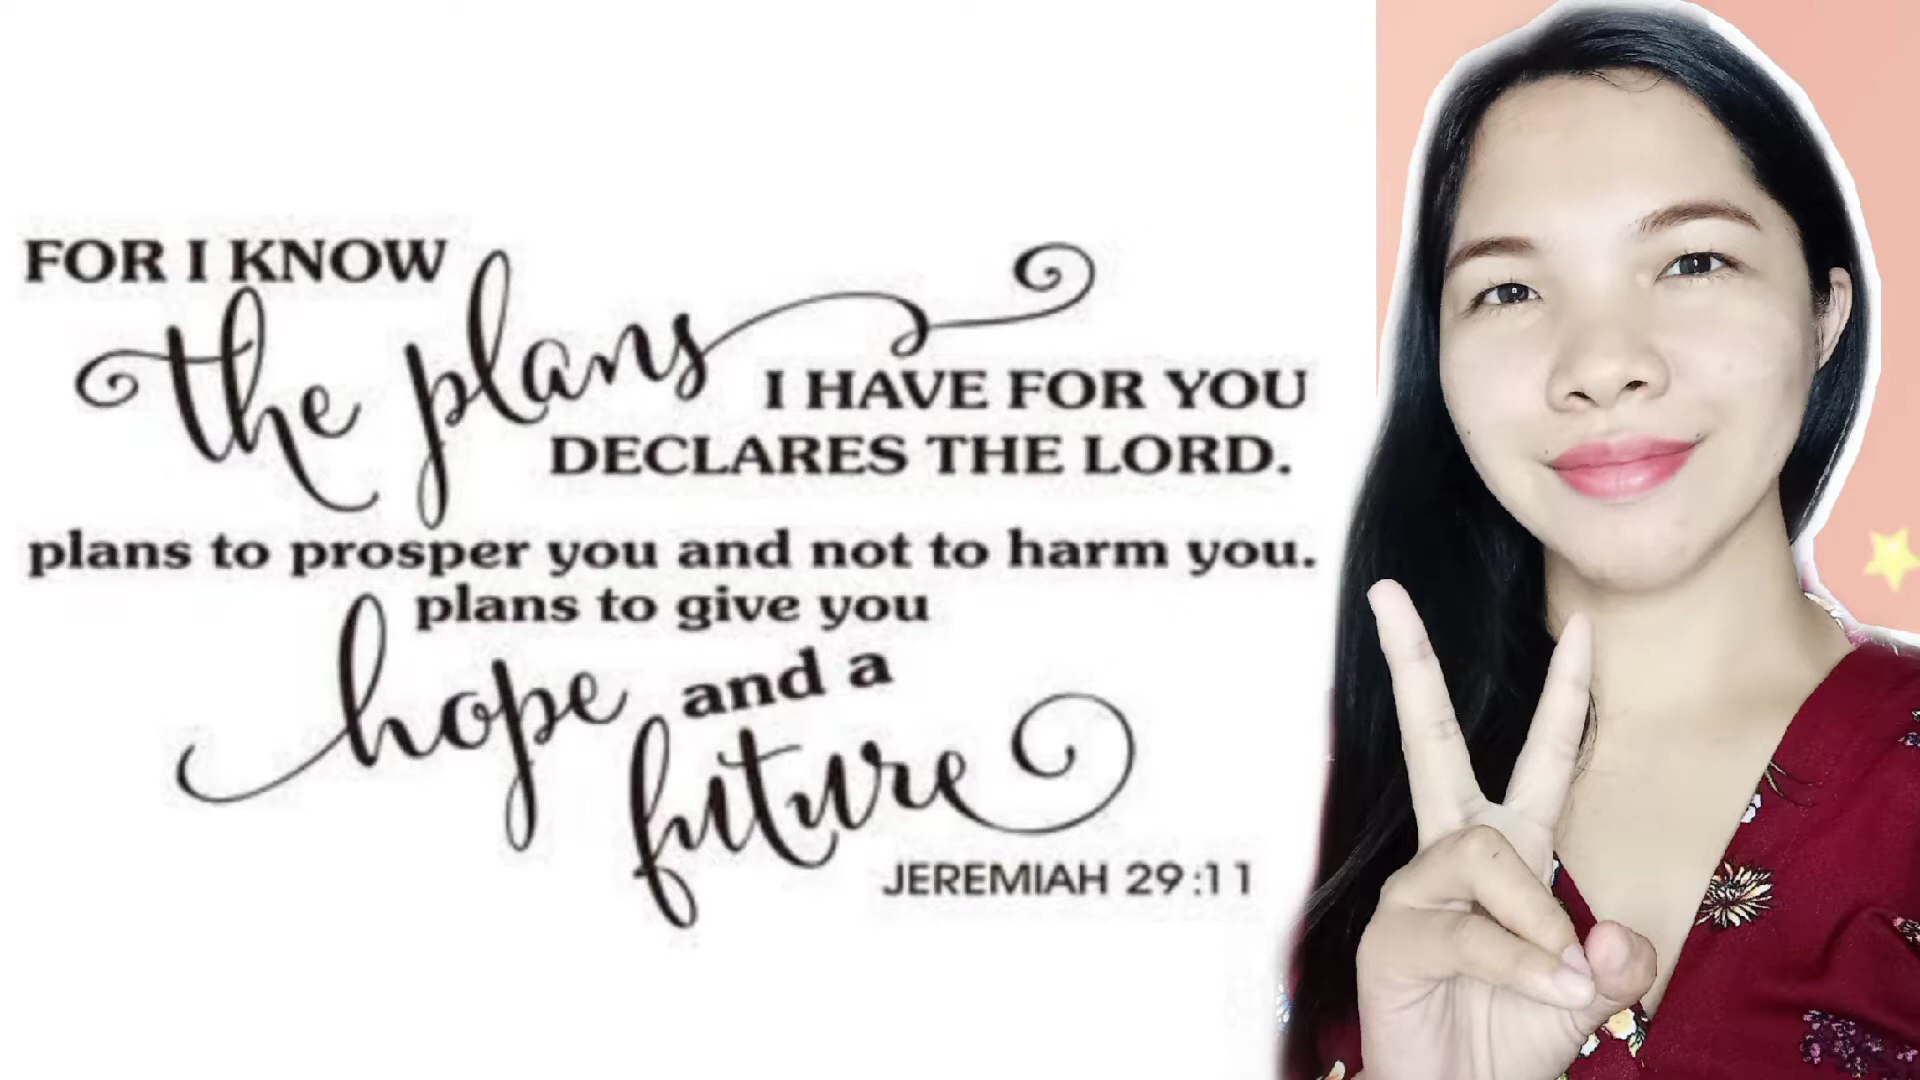 FOR I KNOW
the plans
I HAVE FOR YOU
DECLARES THE LORD.
plans to prosper you and not to harm you.
plans to give you
hope and a
future
JEREMIAH 29:11